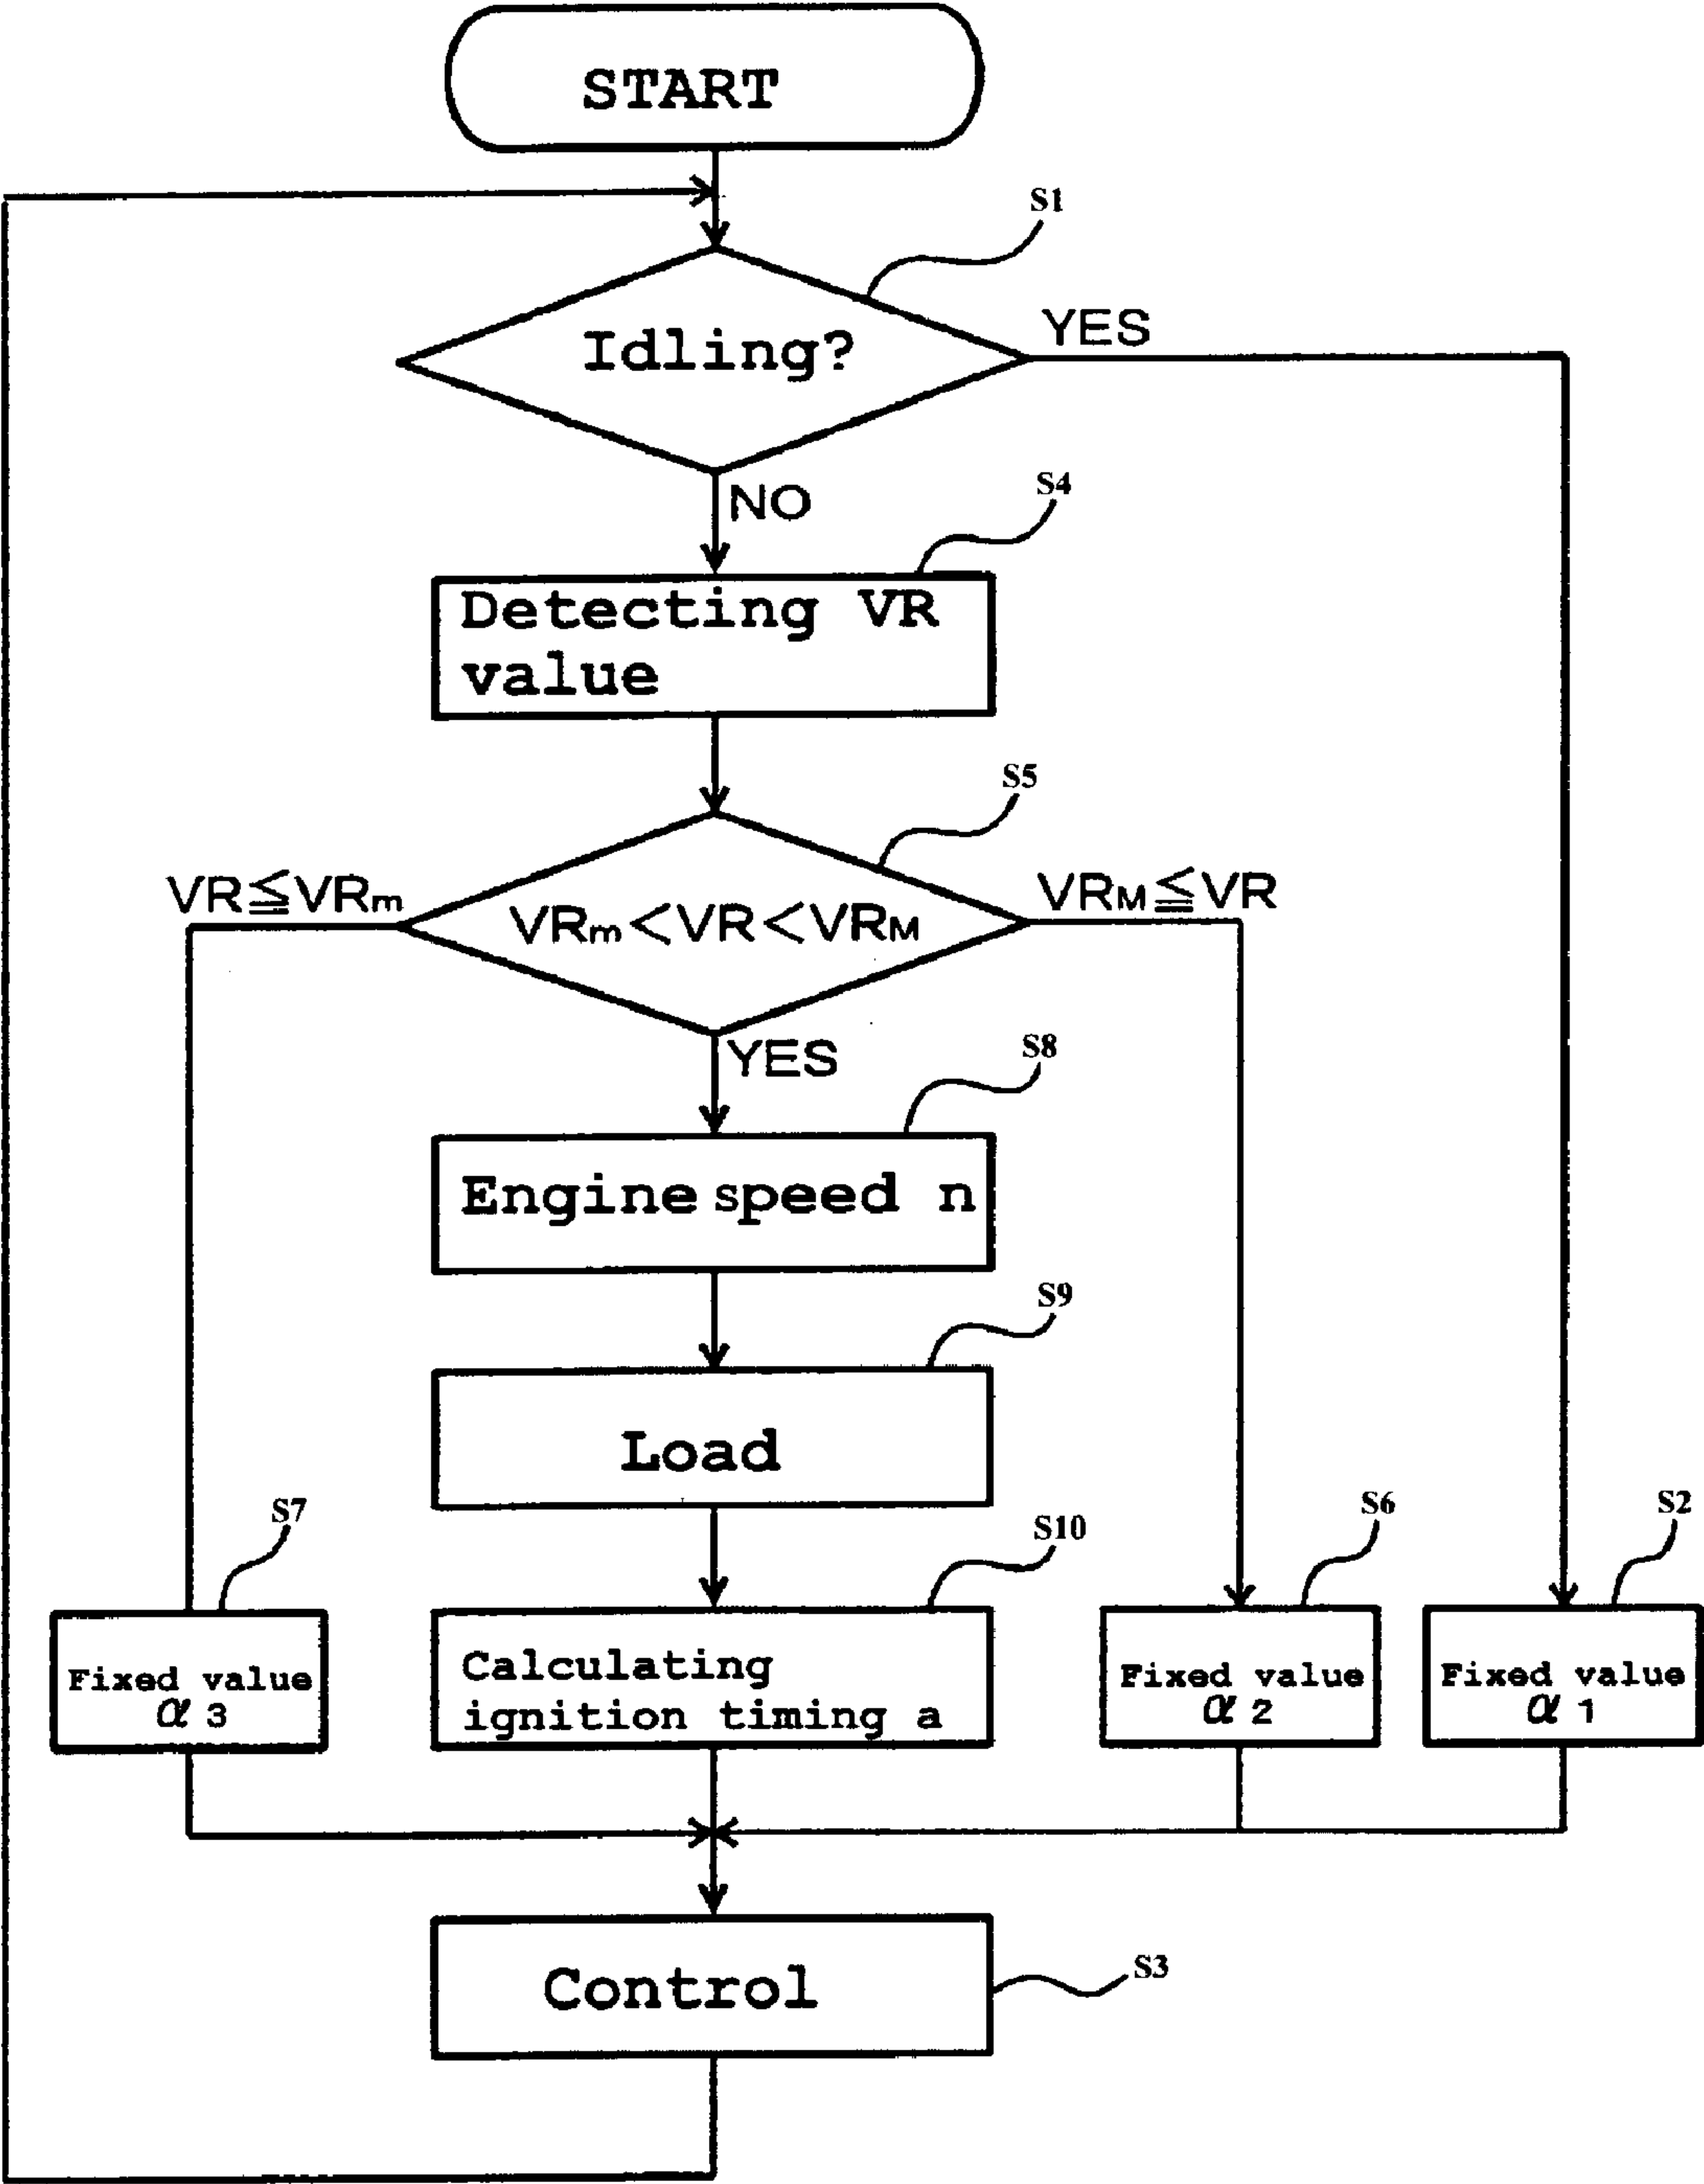 START
S1
Idling?
YES
NO
S4
Detecting VR
value
S5
VR≦VRm
VRm<VR<VRM
VRM≦VR
YES
S8
Engine speed n
S9
Load
S7
S10
S6
S2
Fixed value
α 3
Calculating
ignition timing a
Fixed value
α 2
Fixed value
α 1
Control
S3